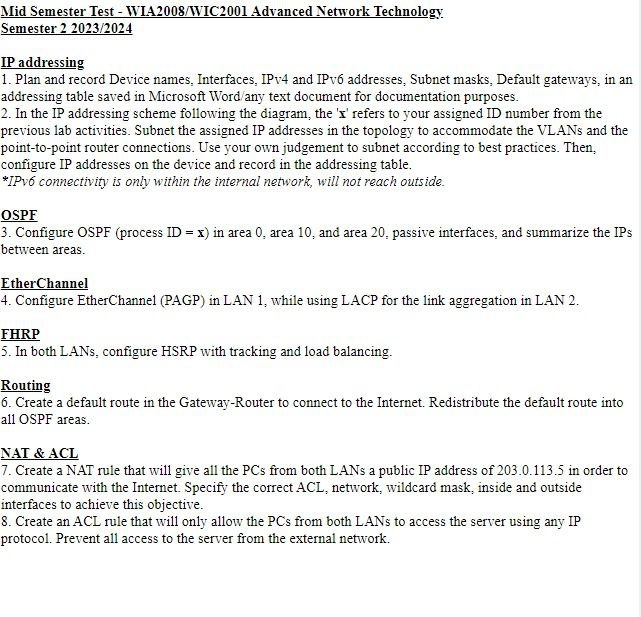 Mid Semester Test - WIA2008/WIC2001 Advanced Network Technology
Semester 2 2023/2024
IP addressing
1. Plan and record Device names, Interfaces, IPv4 and IPv6 addresses, Subnet masks, Default gateways, in an
addressing table saved in Microsoft Word/any text document for documentation purposes.
2. In the IP addressing scheme following the diagram, the 'x' refers to your assigned ID number from the
previous lab activities. Subnet the assigned IP addresses in the topology to accommodate the VLANs and the
point-to-point router connections. Use your own judgement to subnet according to best practices. Then,
configure IP addresses on the device and record in the addressing table.
*IPv6 connectivity is only within the internal network, will not reach outside.
OSPF
3. Configure OSPF (process ID = x) in area 0, area 10, and area 20, passive interfaces, and summarize the IPs
between areas.
EtherChannel
4. Configure EtherChannel (PAGP) in LAN 1, while using LACP for the link aggregation in LAN 2.
FHRP
5. In both LANs, configure HSRP with tracking and load balancing.
Routing
6. Create a default route in the Gateway-Router to connect to the Internet. Redistribute the default route into
all OSPF areas.
NAT & ACL
7. Create a NAT rule that will give all the PCs from both LANs a public IP address of 203.0.113.5 in order to
communicate with the Internet. Specify the correct ACL, network, wildcard mask, inside and outside
interfaces to achieve this objective.
8. Create an ACL rule that will only allow the PCs from both LANs to access the server using any IP
protocol. Prevent all access to the server from the external network.